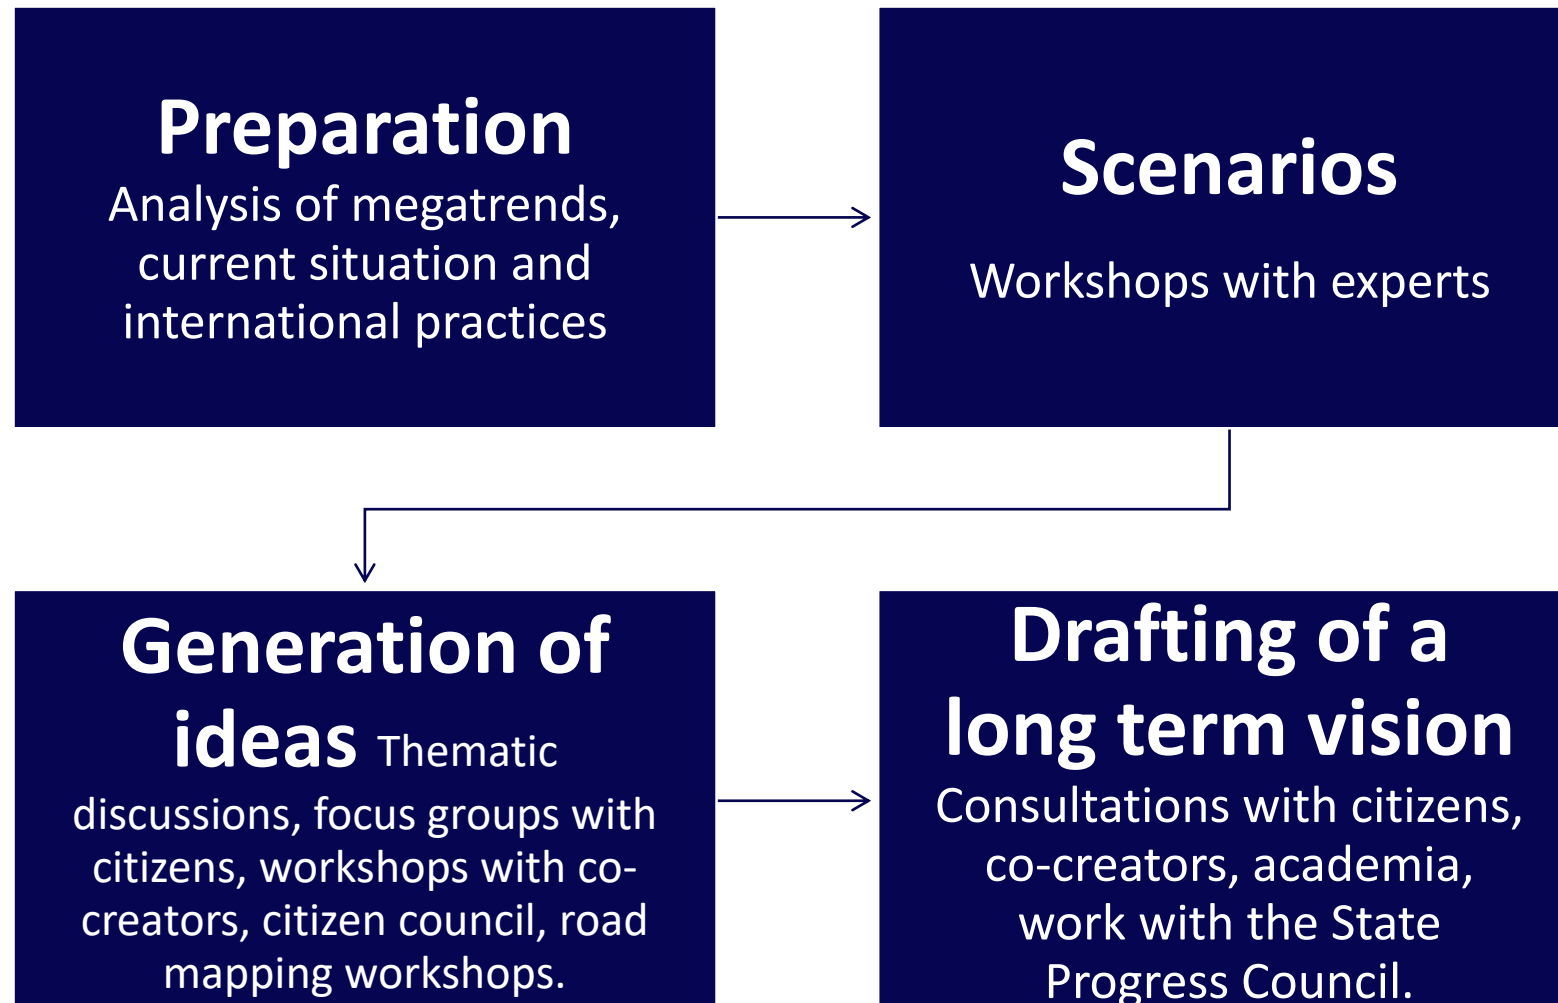 Preparation
Analysis of megatrends,
current situation and
international practices
Scenarios
Workshops with experts
Generation of
ideas Thematic
discussions, focus groups with
citizens, workshops with co-
creators, citizen council, road
mapping workshops.
Drafting of a
long term vision
Consultations with citizens,
co-creators, academia,
work with the State
Progress Council.